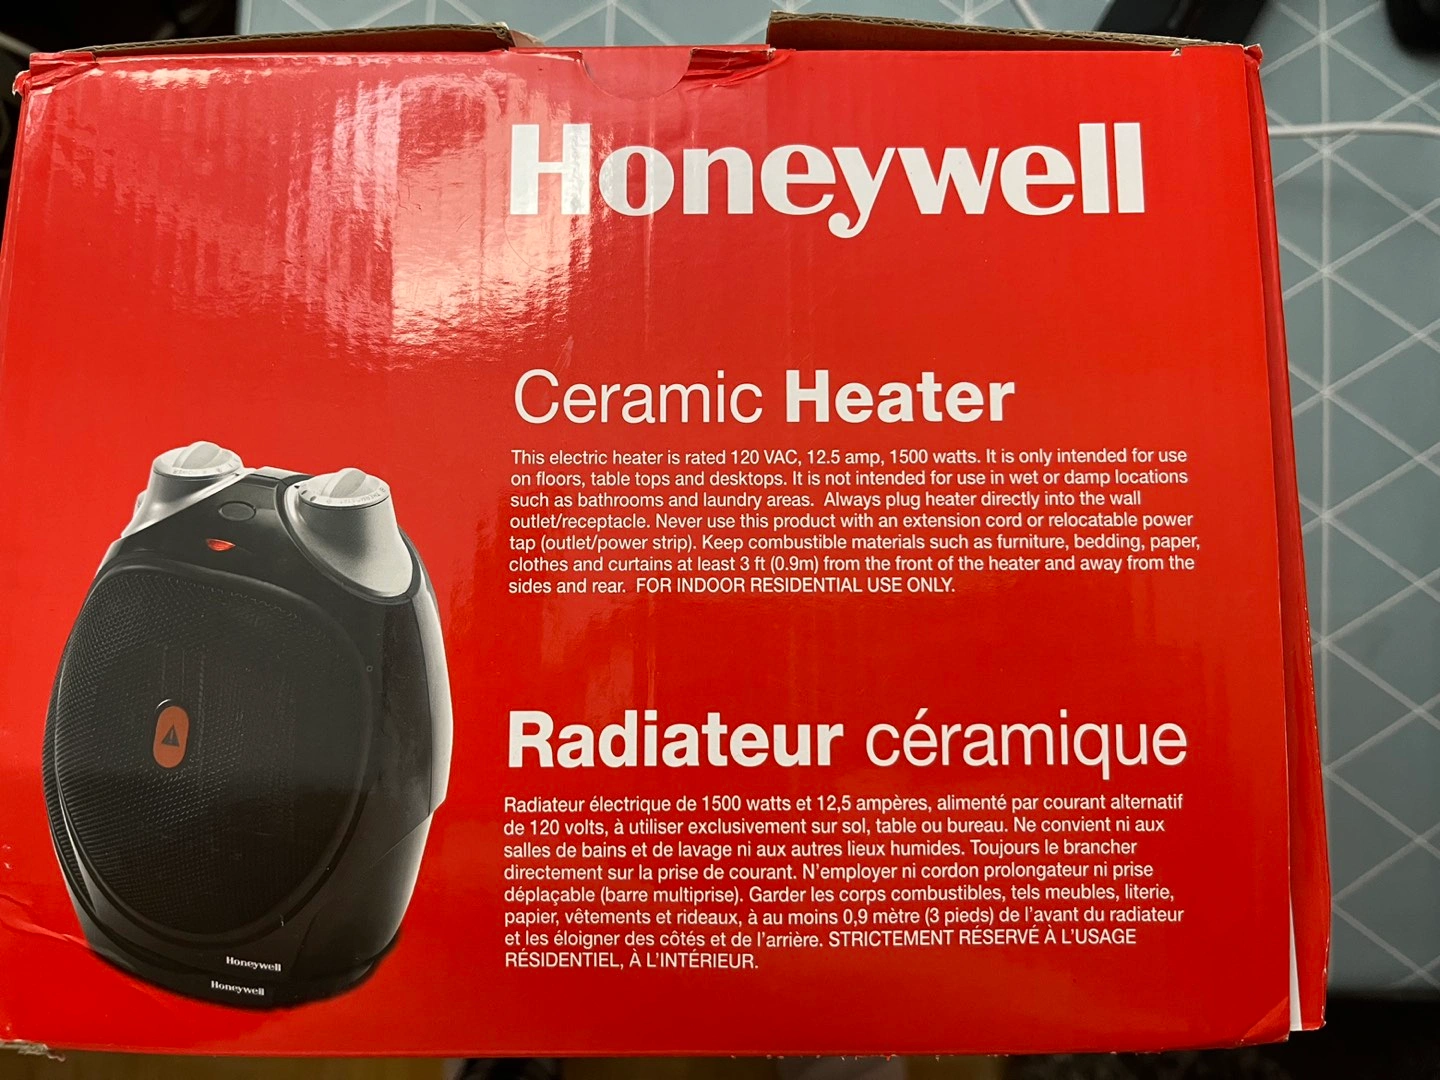 Honeywell
Ceramic Heater
This electric heater is rated 120 VAC, 12.5 amp, 1500 watts. It is only intended for use
on floors, table tops and desktops. It is not intended for use in wet or damp locations
such as bathrooms and laundry areas. Always plug heater directly into the wall
outlet/receptacle. Never use this product with an extension cord or relocatable power
tap (outlet/power strip). Keep combustible materials such as furniture, bedding, paper,
clothes and curtains at least 3 ft (0.9m) from the front of the heater and away from the
sides and rear. FOR INDOOR RESIDENTIAL USE ONLY.
Radiateur céramique
Radiateur électrique de 1500 watts et 12,5 ampères, alimenté par courant alternatif
de 120 volts, à utiliser exclusivement sur sol, table ou bureau. Ne convient ni aux
salles de bains et de lavage ni aux autres lieux humides. Toujours le brancher
directement sur la prise de courant. N'employer ni cordon prolongateur ni prise
déplaçable (barre multiprise). Garder les corps combustibles, tels meubles, literie,
papier, vêtements et rideaux, à au moins 0,9 mètre (3 pieds) de l'avant du radiateur
et les éloigner des côtés et de l'arrière. STRICTEMENT RÉSERVÉ À L'USAGE
RÉSIDENTIEL, À L'INTÉRIEUR.
Honeywell
Honeywell